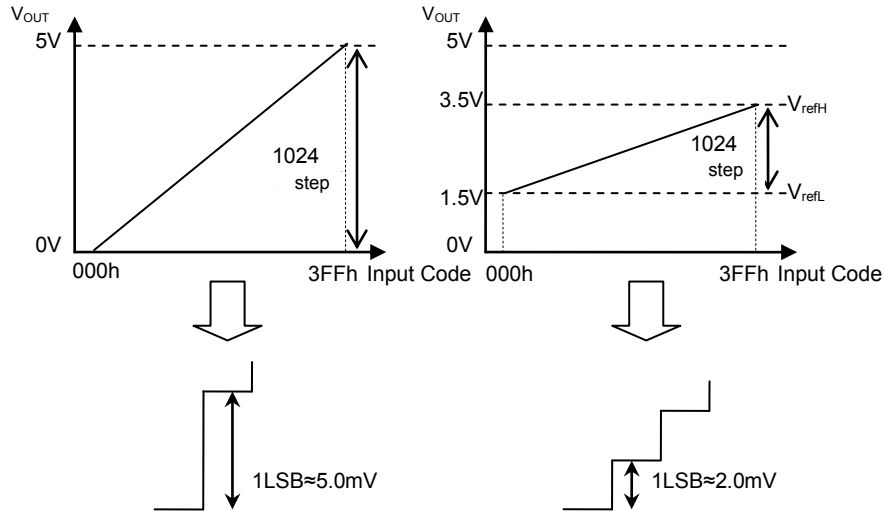 VOUT
5V
1024
step
0V
000h
3FFh Input Code
1LSB≈5.0mV
VOUT
5V
3.5V
VrefH
1024
step
1.5V
VrefL
0V
000h
3FFh Input Code
1LSB≈2.0mV